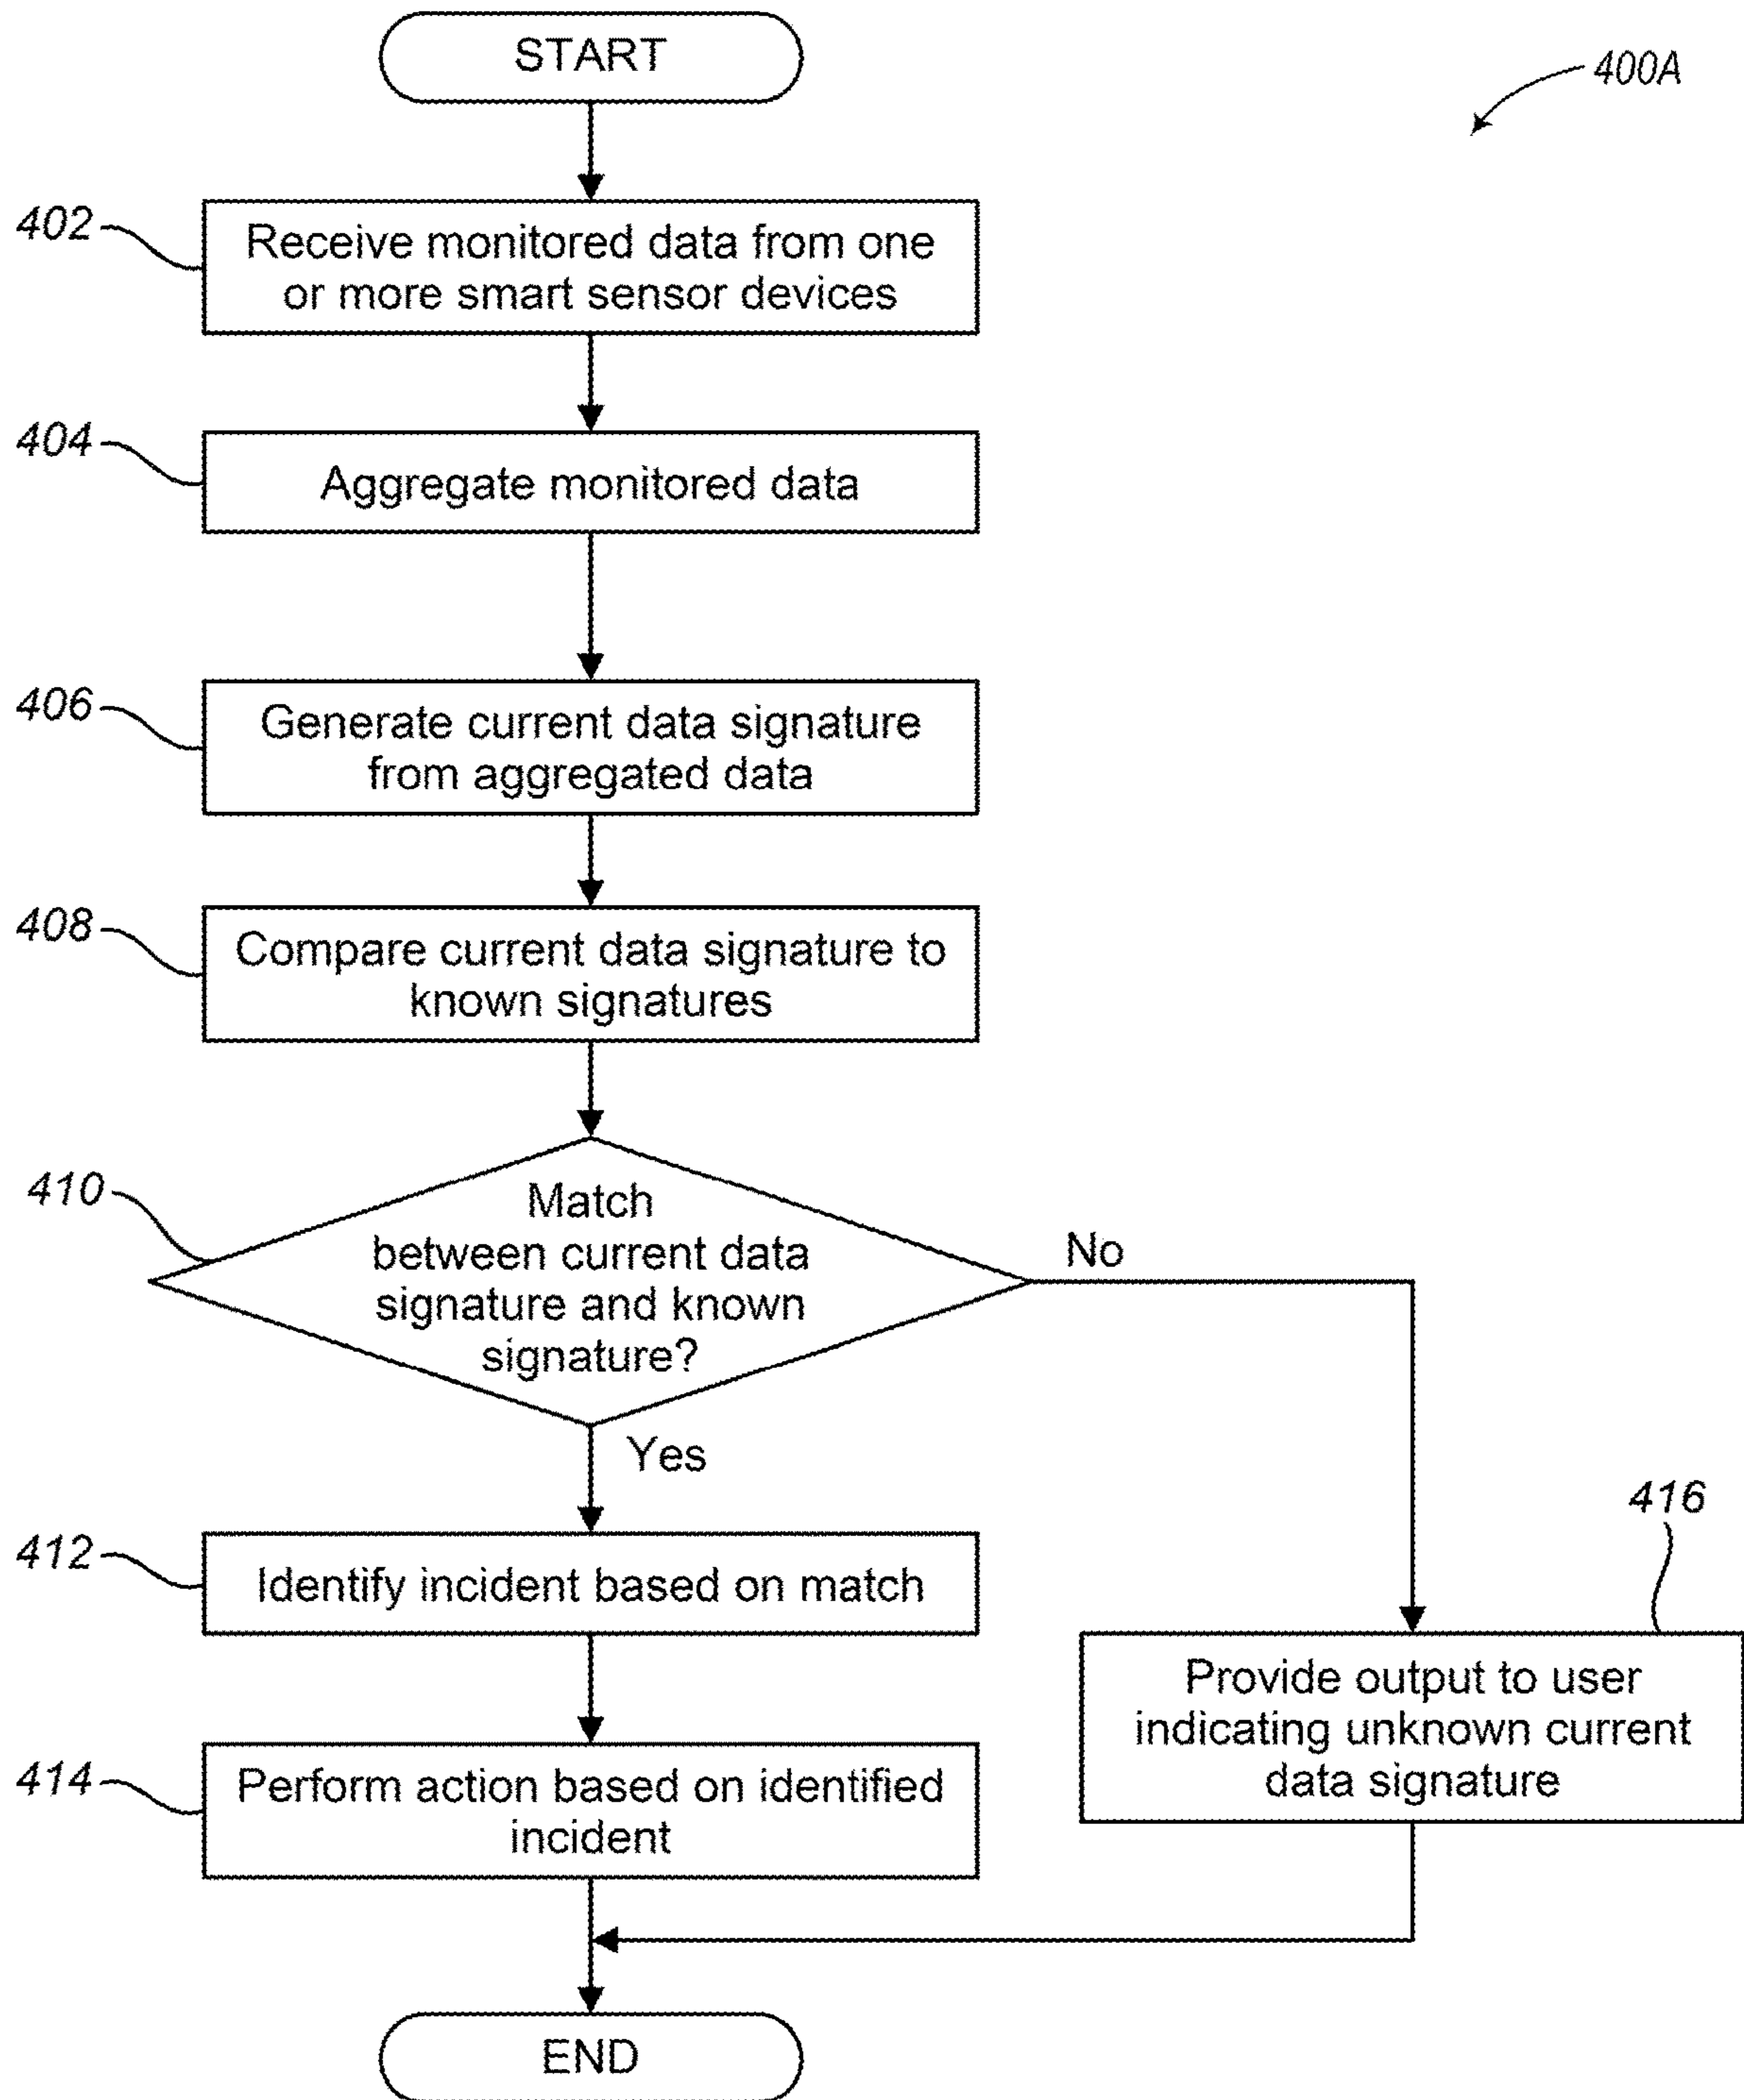 START
400A
402
Receive monitored data from one
or more smart sensor devices
404
Aggregate monitored data
406
Generate current data signature
from aggregated data
408
Compare current data signature to
known signatures
410
Match
between current data
signature and known
signature?
No
Yes
412
Identify incident based on match
416
Provide output to user
indicating unknown current
data signature
414
Perform action based on identified
incident
END